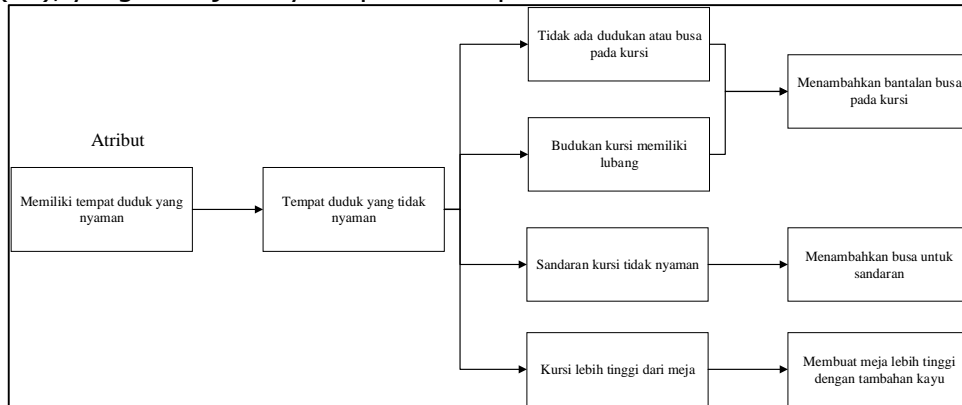 Tidak ada dudukan atau busa
pada kursi
Menambahkan bantalan busa
pada kursi
Atribut
Budukan kursi memiliki
lubang
Memiliki tempat duduk yang
nyaman
Tempat duduk yang tidak
nyaman
Sandaran kursi tidak nyaman
Menambahkan busa untuk
sandaran
Kursi lebih tinggi dari meja
Membuat meja lebih tinggi
dengan tambahan kayu